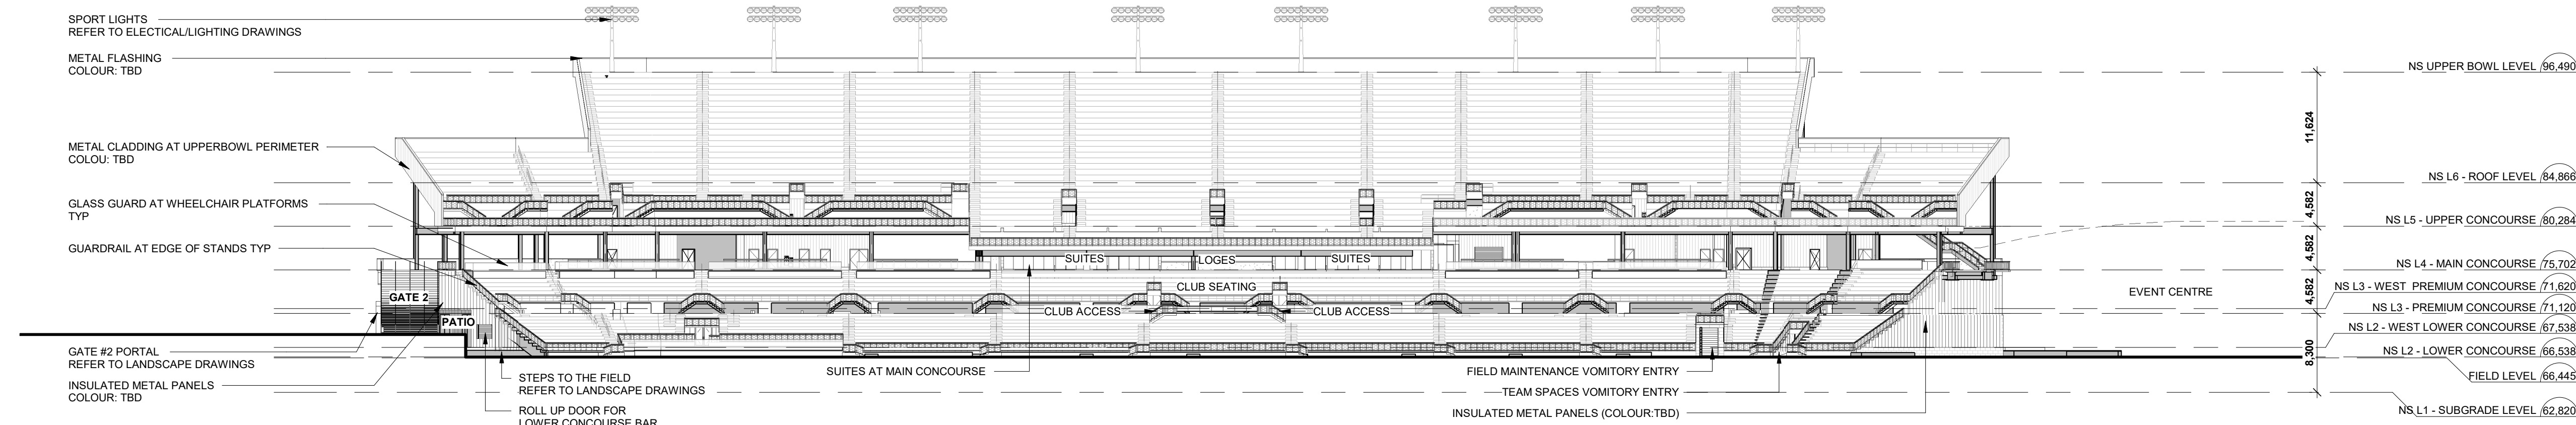 SPORT LIGHTS
REFER TO ELECTICAL/LIGHTING DRAWINGS
METAL FLASHING
COLOUR: TBD
METAL CLADDING AT UPPERBOWL PERIMETER
COLOU: TBD
GLASS GUARD AT WHEELCHAIR PLATFORMS
TYP
GUARDRAIL AT EDGE OF STANDS TYP
GATE #2 PORTAL
REFER TO LANDSCAPE DRAWINGS
INSULATED METAL PANELS
COLOUR: TBD
GATE 2
PATIO
STEPS TO THE FIELD
REFER TO LANDSCAPE DRAWINGS
ROLL UP DOOR FOR
LOWER CONCOURSE BAR
SUITES
LOGES
SUITES
CLUB SEATING
CLUB ACCESS
CLUB ACCESS
SUITES AT MAIN CONCOURSE
FIELD MAINTENANCE VOMITORY ENTRY
TEAM SPACES VOMITORY ENTRY
INSULATED METAL PANELS (COLOUR:TBD)
EVENT CENTRE
11,624
4,582
4,582
4,582
8,300
NS UPPER BOWL LEVEL 96,490
NS L6 - ROOF LEVEL 84,866
NS L5 - UPPER CONCOURSE 80,284
NS L4 - MAIN CONCOURSE 75,702
NS L3 - WEST PREMIUM CONCOURSE 71,620
NS L3 - PREMIUM CONCOURSE 71,120
NS L2 - WEST LOWER CONCOURSE 67,538
NS L2 - LOWER CONCOURSE 66,538
FIELD LEVEL 66,445
NS L1 - SUBGRADE LEVEL 62,820